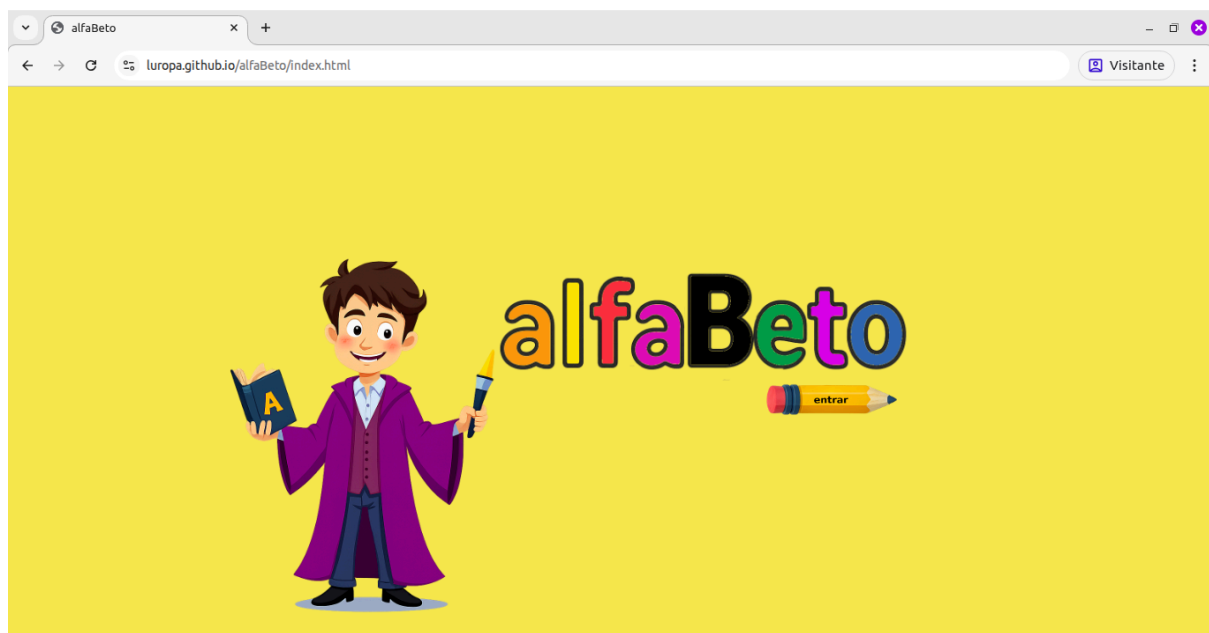 alfaBeto
luropa.github.io/alfaBeto/index.html
Visitante
alfaBeto
A
entrar